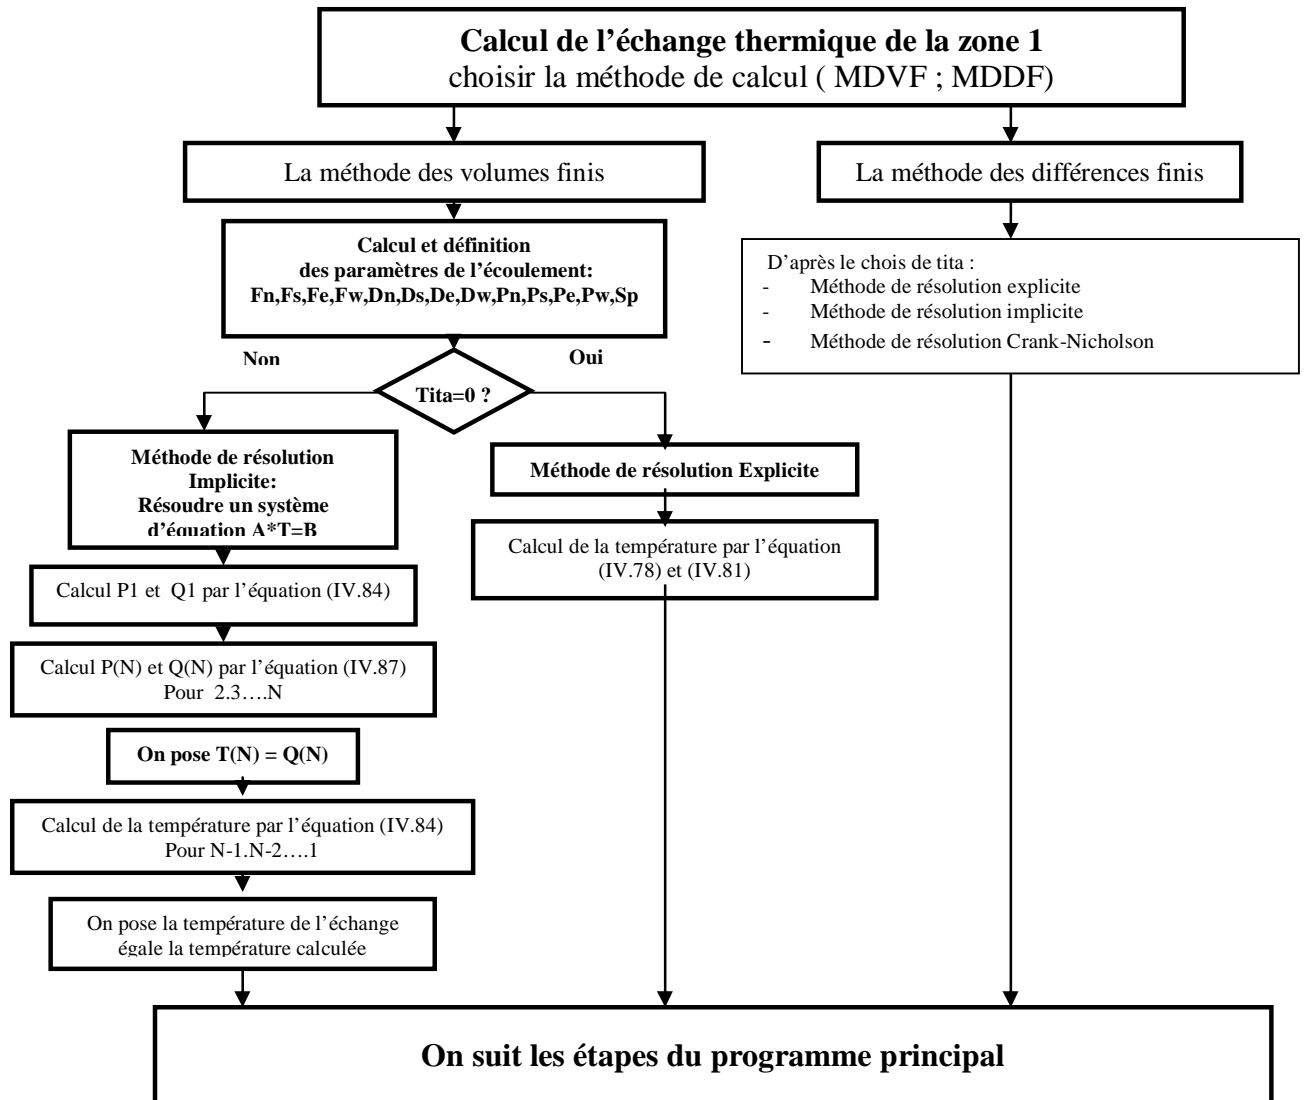 Calcul de l'échange thermique de la zone 1
choisir la méthode de calcul ( MDVF ; MDDF)
La méthode des volumes finis
La méthode des différences finis
Calcul et définition
des paramètres de l'écoulement:
Fn,Fs,Fe,Fw,Dn,Ds,De,Dw,Pn,Ps,Pe,Pw,Sp
D'après le chois de tita :
- Méthode de résolution explicite
- Méthode de résolution implicite
- Méthode de résolution Crank-Nicholson
Non
Oui
Tita=0 ?
Méthode de résolution
Implicite:
Résoudre un système
d'équation A*T=B
Méthode de résolution Explicite
Calcul de la température par l'équation
(IV.78) et (IV.81)
Calcul P1 et Q1 par l'équation (IV.84)
Calcul P(N) et Q(N) par l'équation (IV.87)
Pour 2.3….N
On pose T(N) = Q(N)
Calcul de la température par l'équation (IV.84)
Pour N-1.N-2….1
On pose la température de l'échange
égale la température calculée
On suit les étapes du programme principal